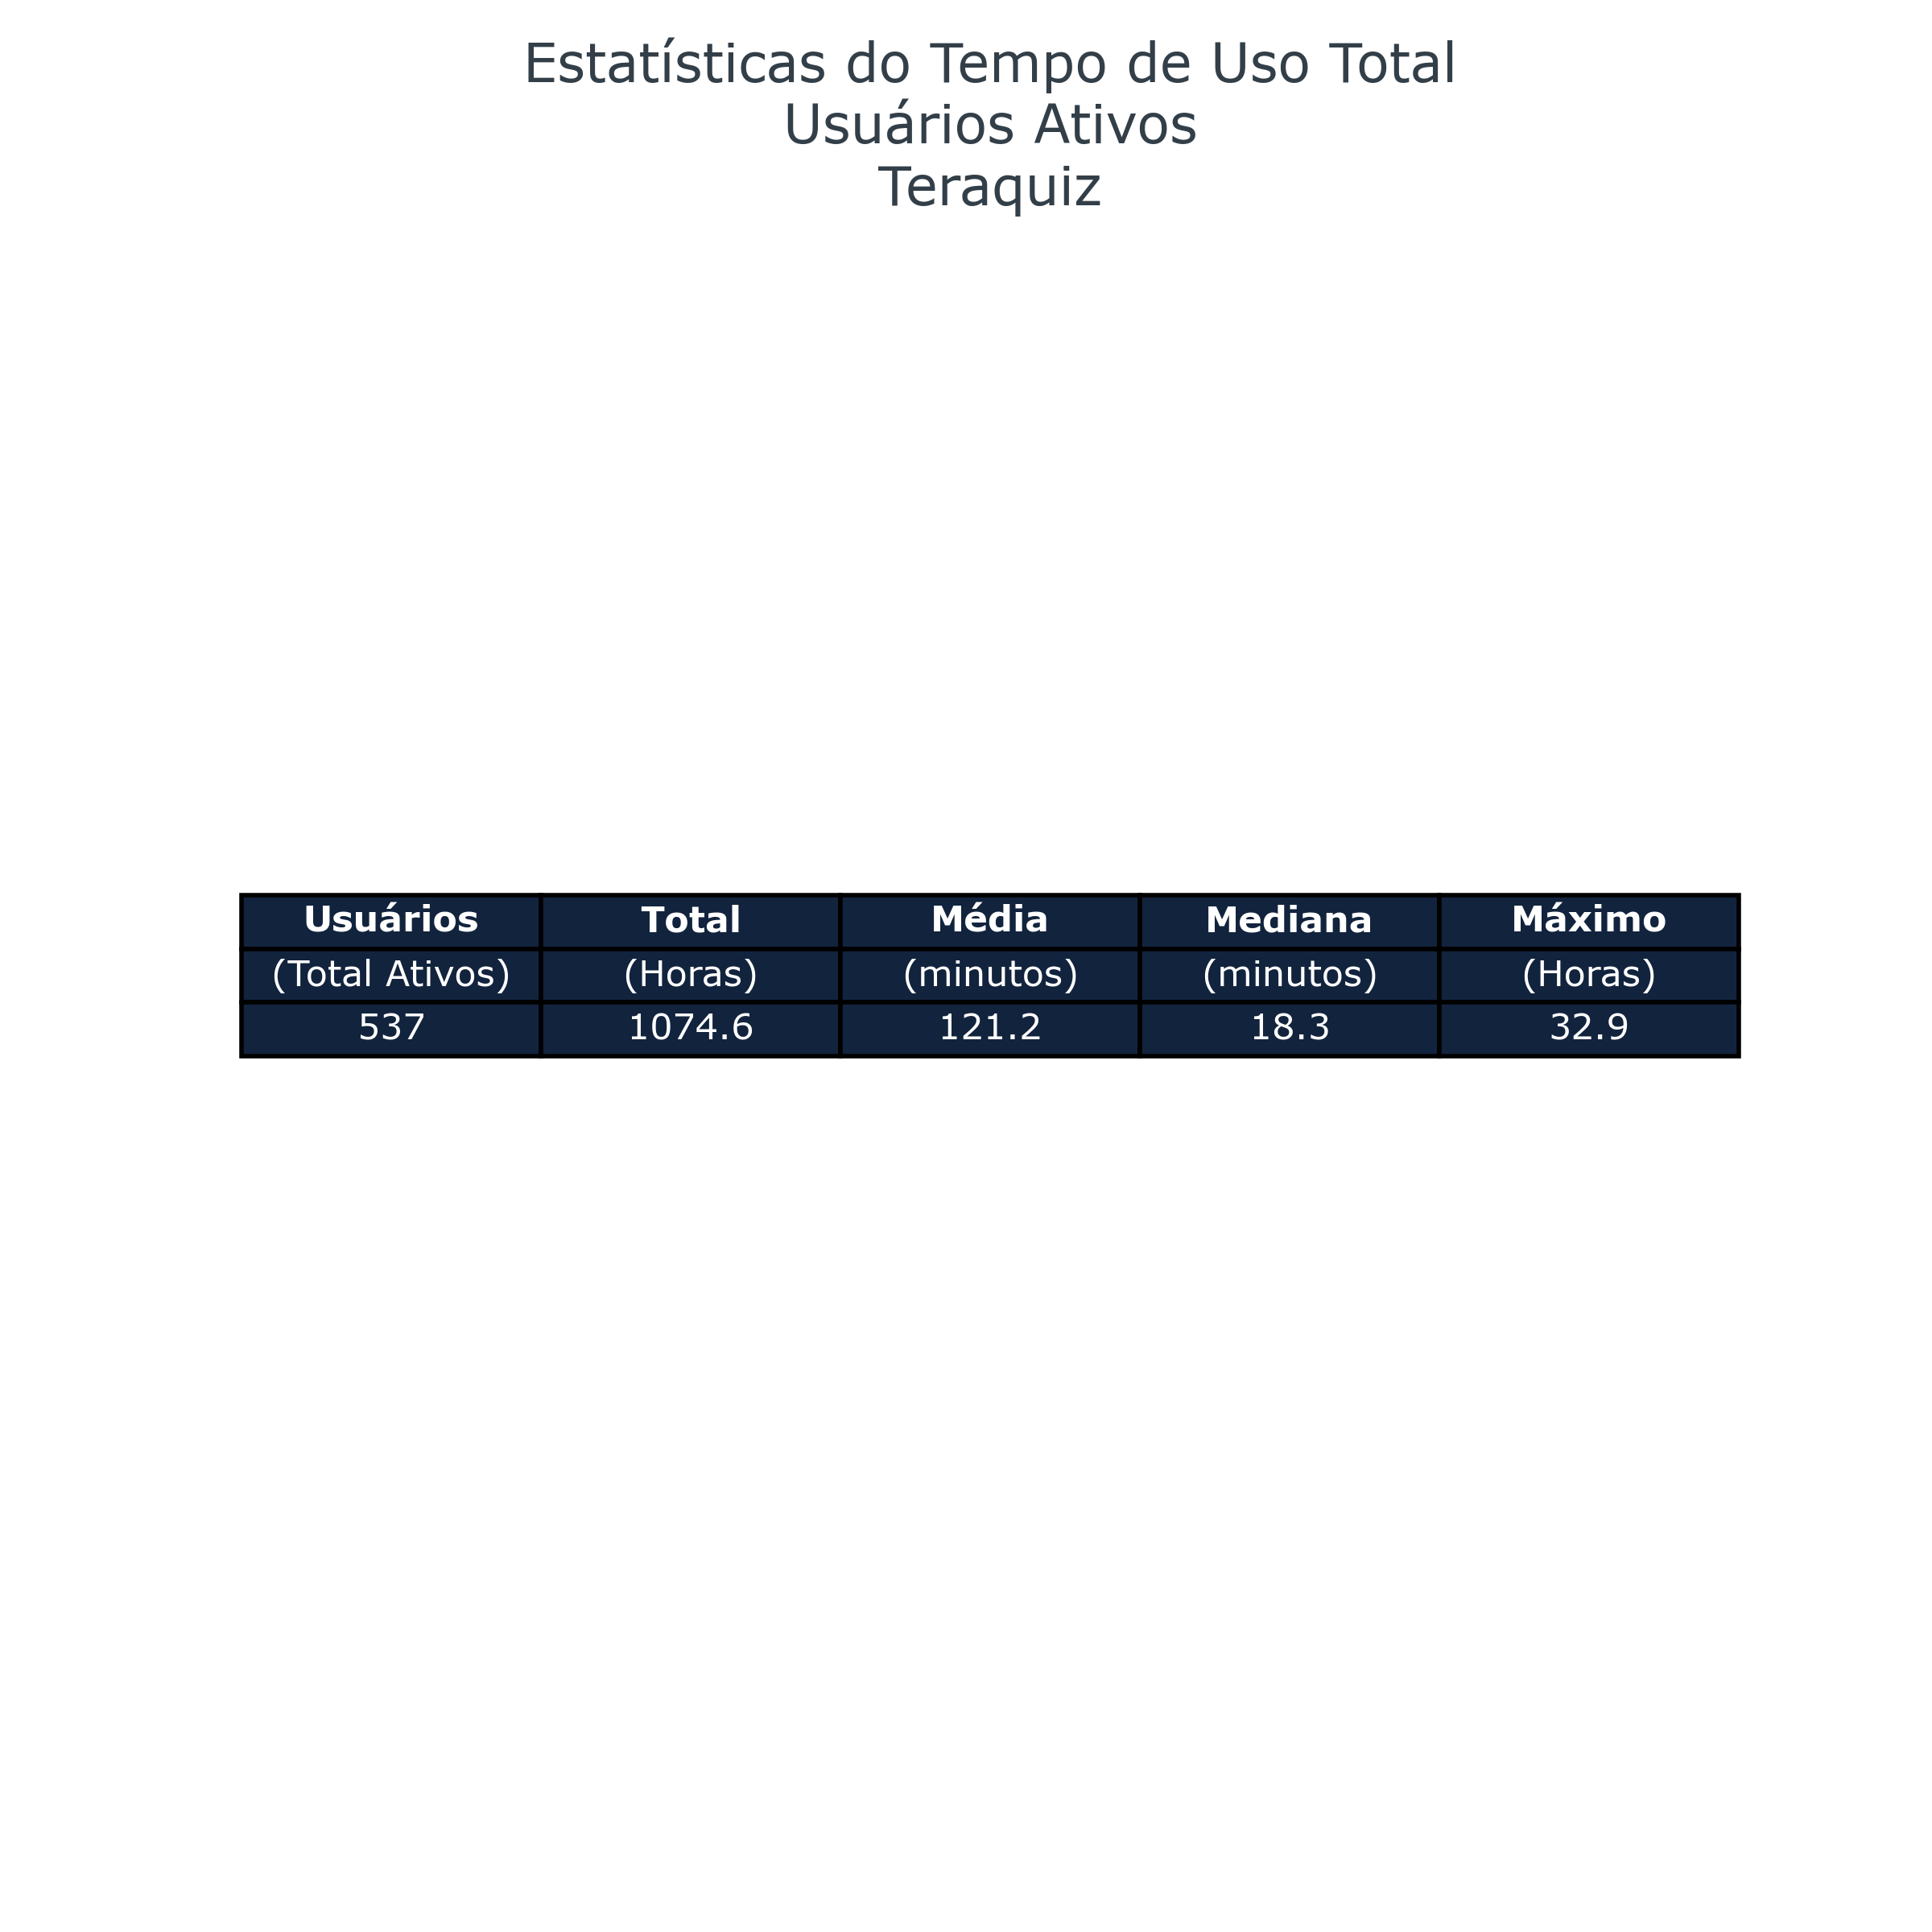 Estatísticas do Tempo de Uso Total
Usuários Ativos
Teraquiz
Usuários Total Média Mediana Máximo
(Total Ativos) (Horas) (minutos) (minutos) (Horas)
537 1074.6 121.2 18.3 32.9